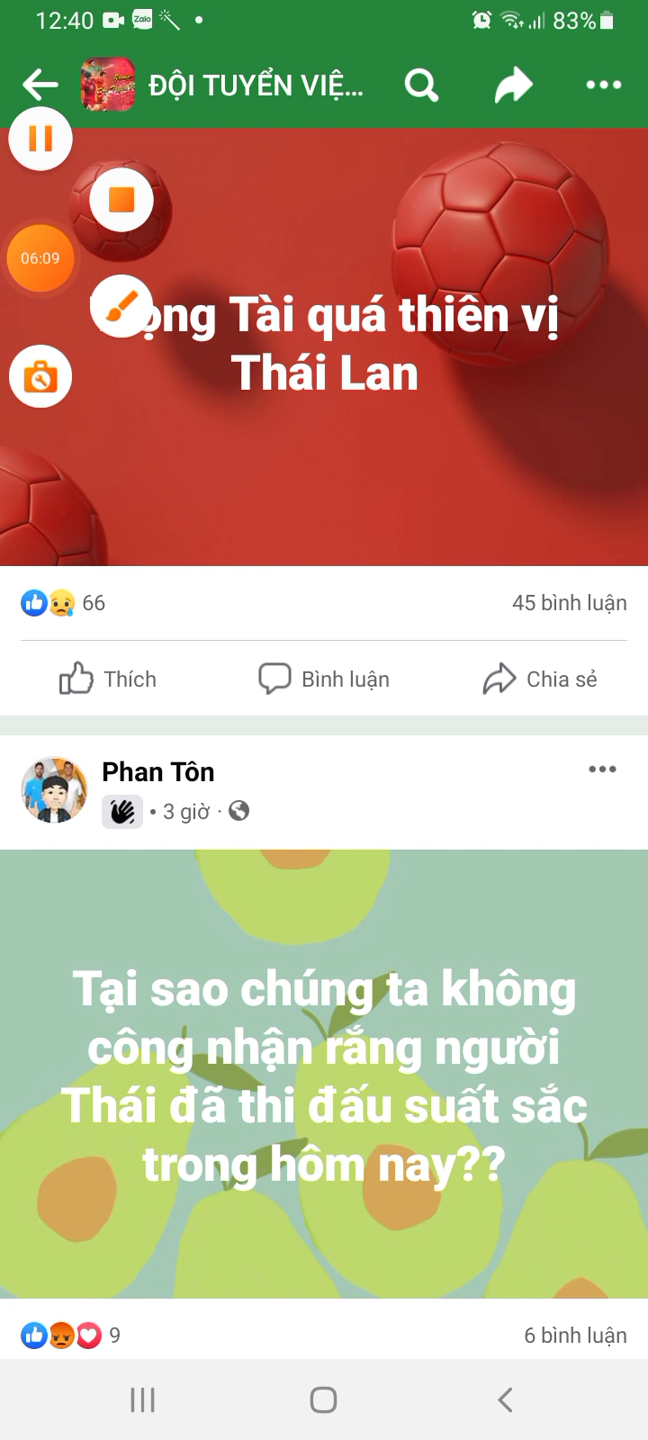 12:40 Zalo 83%
ĐỘI TUYỂN VIỆ...
06:09
ọng Tài quá thiên vị
Thái Lan
66 45 bình luận
Thích Bình luận Chia sẻ
Phan Tôn
• 3 giờ ·
Tại sao chúng ta không
công nhận rằng người
Thái đã thi đấu suất sắc
trong hôm nay??
9 6 bình luận